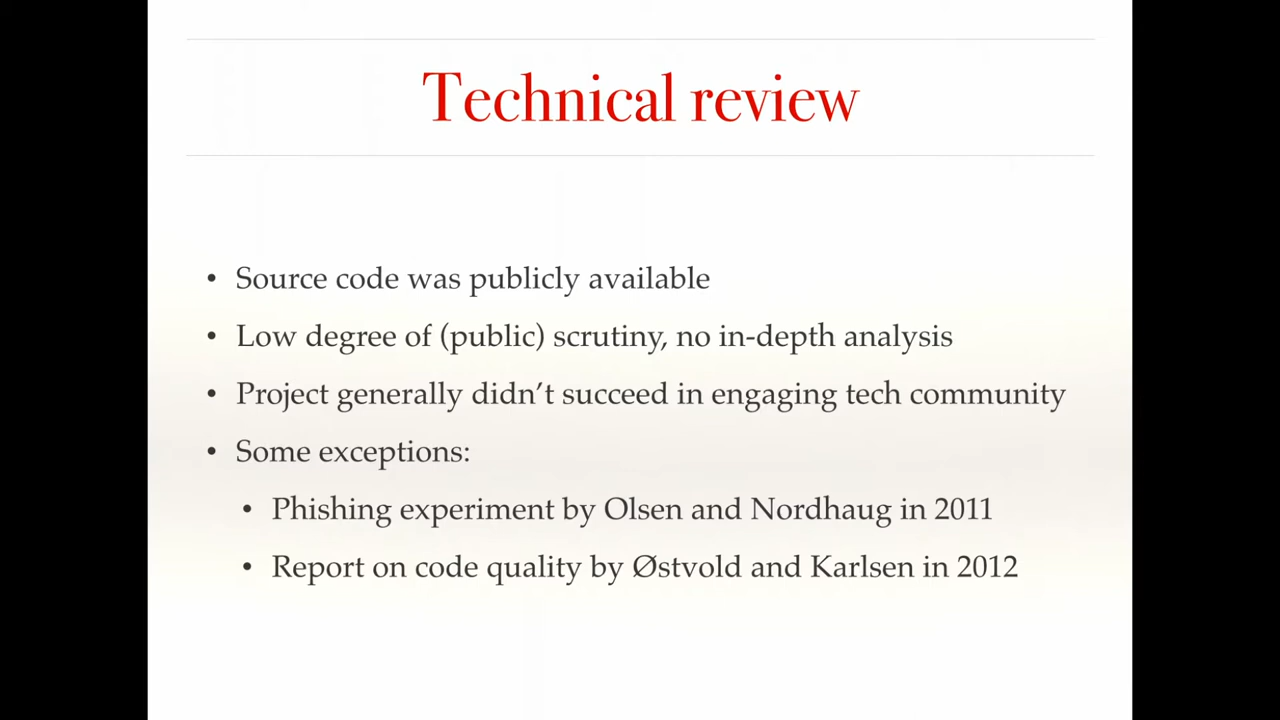 Technical review
• Source code was publicly available
• Low degree of (public) scrutiny, no in-depth analysis
• Project generally didn’t succeed in engaging tech community
• Some exceptions:
• Phishing experiment by Olsen and Nordhaug in 2011
• Report on code quality by Østvold and Karlsen in 2012